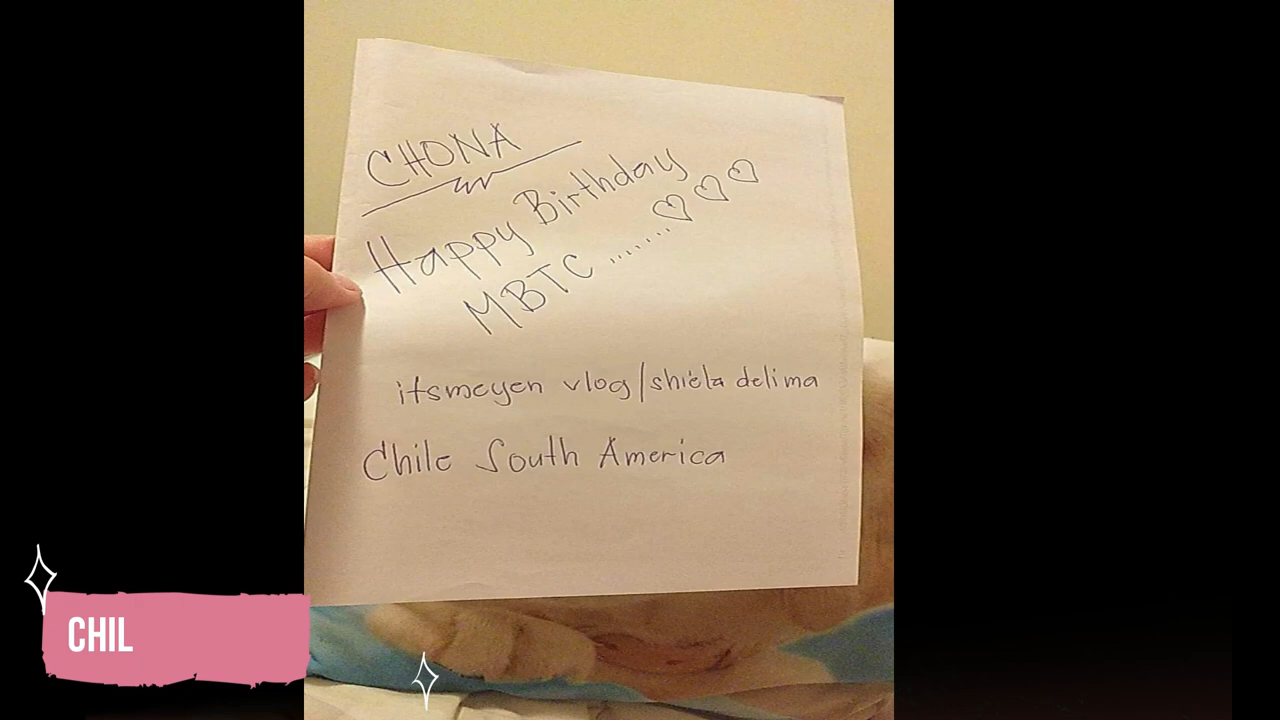 CHONA
Happy Birthday
MBTC ........♡♡♡
itsmeyen vlog/shiela delima
Chile South America
CHIL